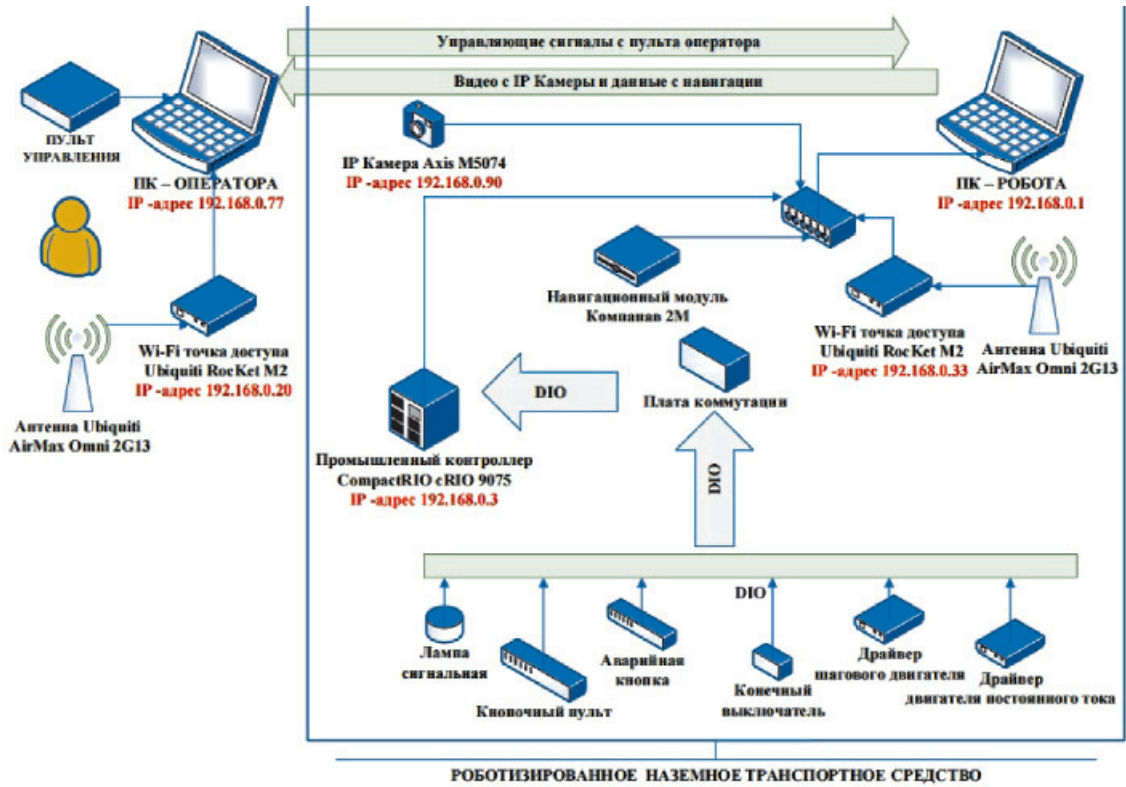 Управляющие сигналы с пульта оператора
Видео с IP Камеры и данные с навигации
ПУЛЬТ
УПРАВЛЕНИЯ
ПК – ОПЕРАТОРА
IP -адрес 192.168.0.77
IP Камера Axis M5074
IP -адрес 192.168.0.90
ПК – РОБОТА
IP -адрес 192.168.0.1
Навигационный модуль
Компанав 2М
Wi-Fi точка доступа
Ubiquiti RocKet M2
IP -адрес 192.168.0.20
Wi-Fi точка доступа
Ubiquiti RocKet M2
IP -адрес 192.168.0.33
Антенна Ubiquiti
AirMax Omni 2G13
Антенна Ubiquiti
AirMax Omni 2G13
DIO
Плата коммутации
Промышленный контроллер
CompactRIO cRIO 9075
IP -адрес 192.168.0.3
DIO
DIO
Лампа
сигнальная
Кнопочный пульт
Аварийная
кнопка
Конечный
выключатель
Драйвер
шагового двигателя
Драйвер
двигателя постоянного тока
РОБОТИЗИРОВАННОЕ НАЗЕМНОЕ ТРАНСПОРТНОЕ СРЕДСТВО